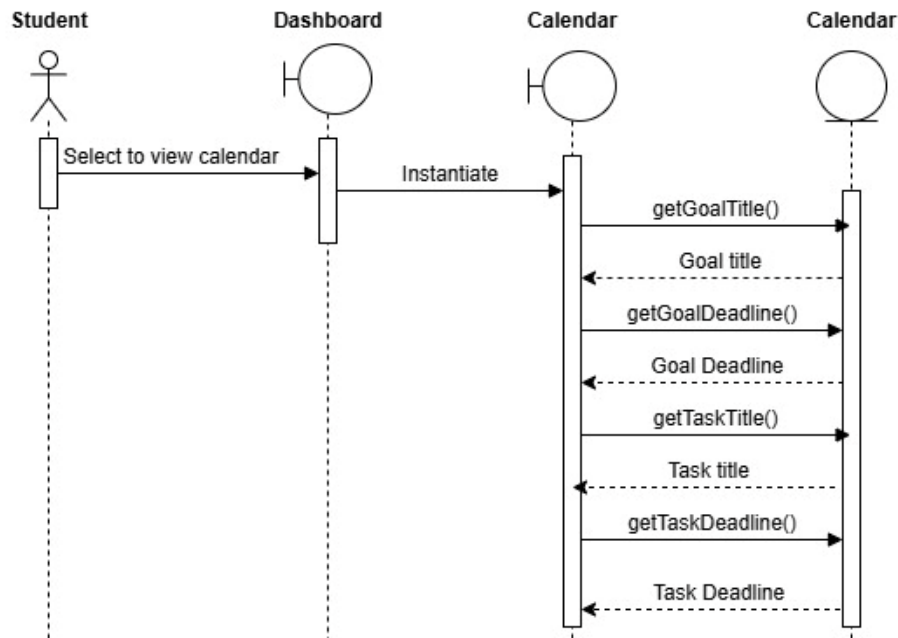 Student
Dashboard
Calendar
Calendar
Select to view calendar
Instantiate
getGoalTitle()
Goal title
getGoalDeadline()
Goal Deadline
getTaskTitle()
Task title
getTaskDeadline()
Task Deadline